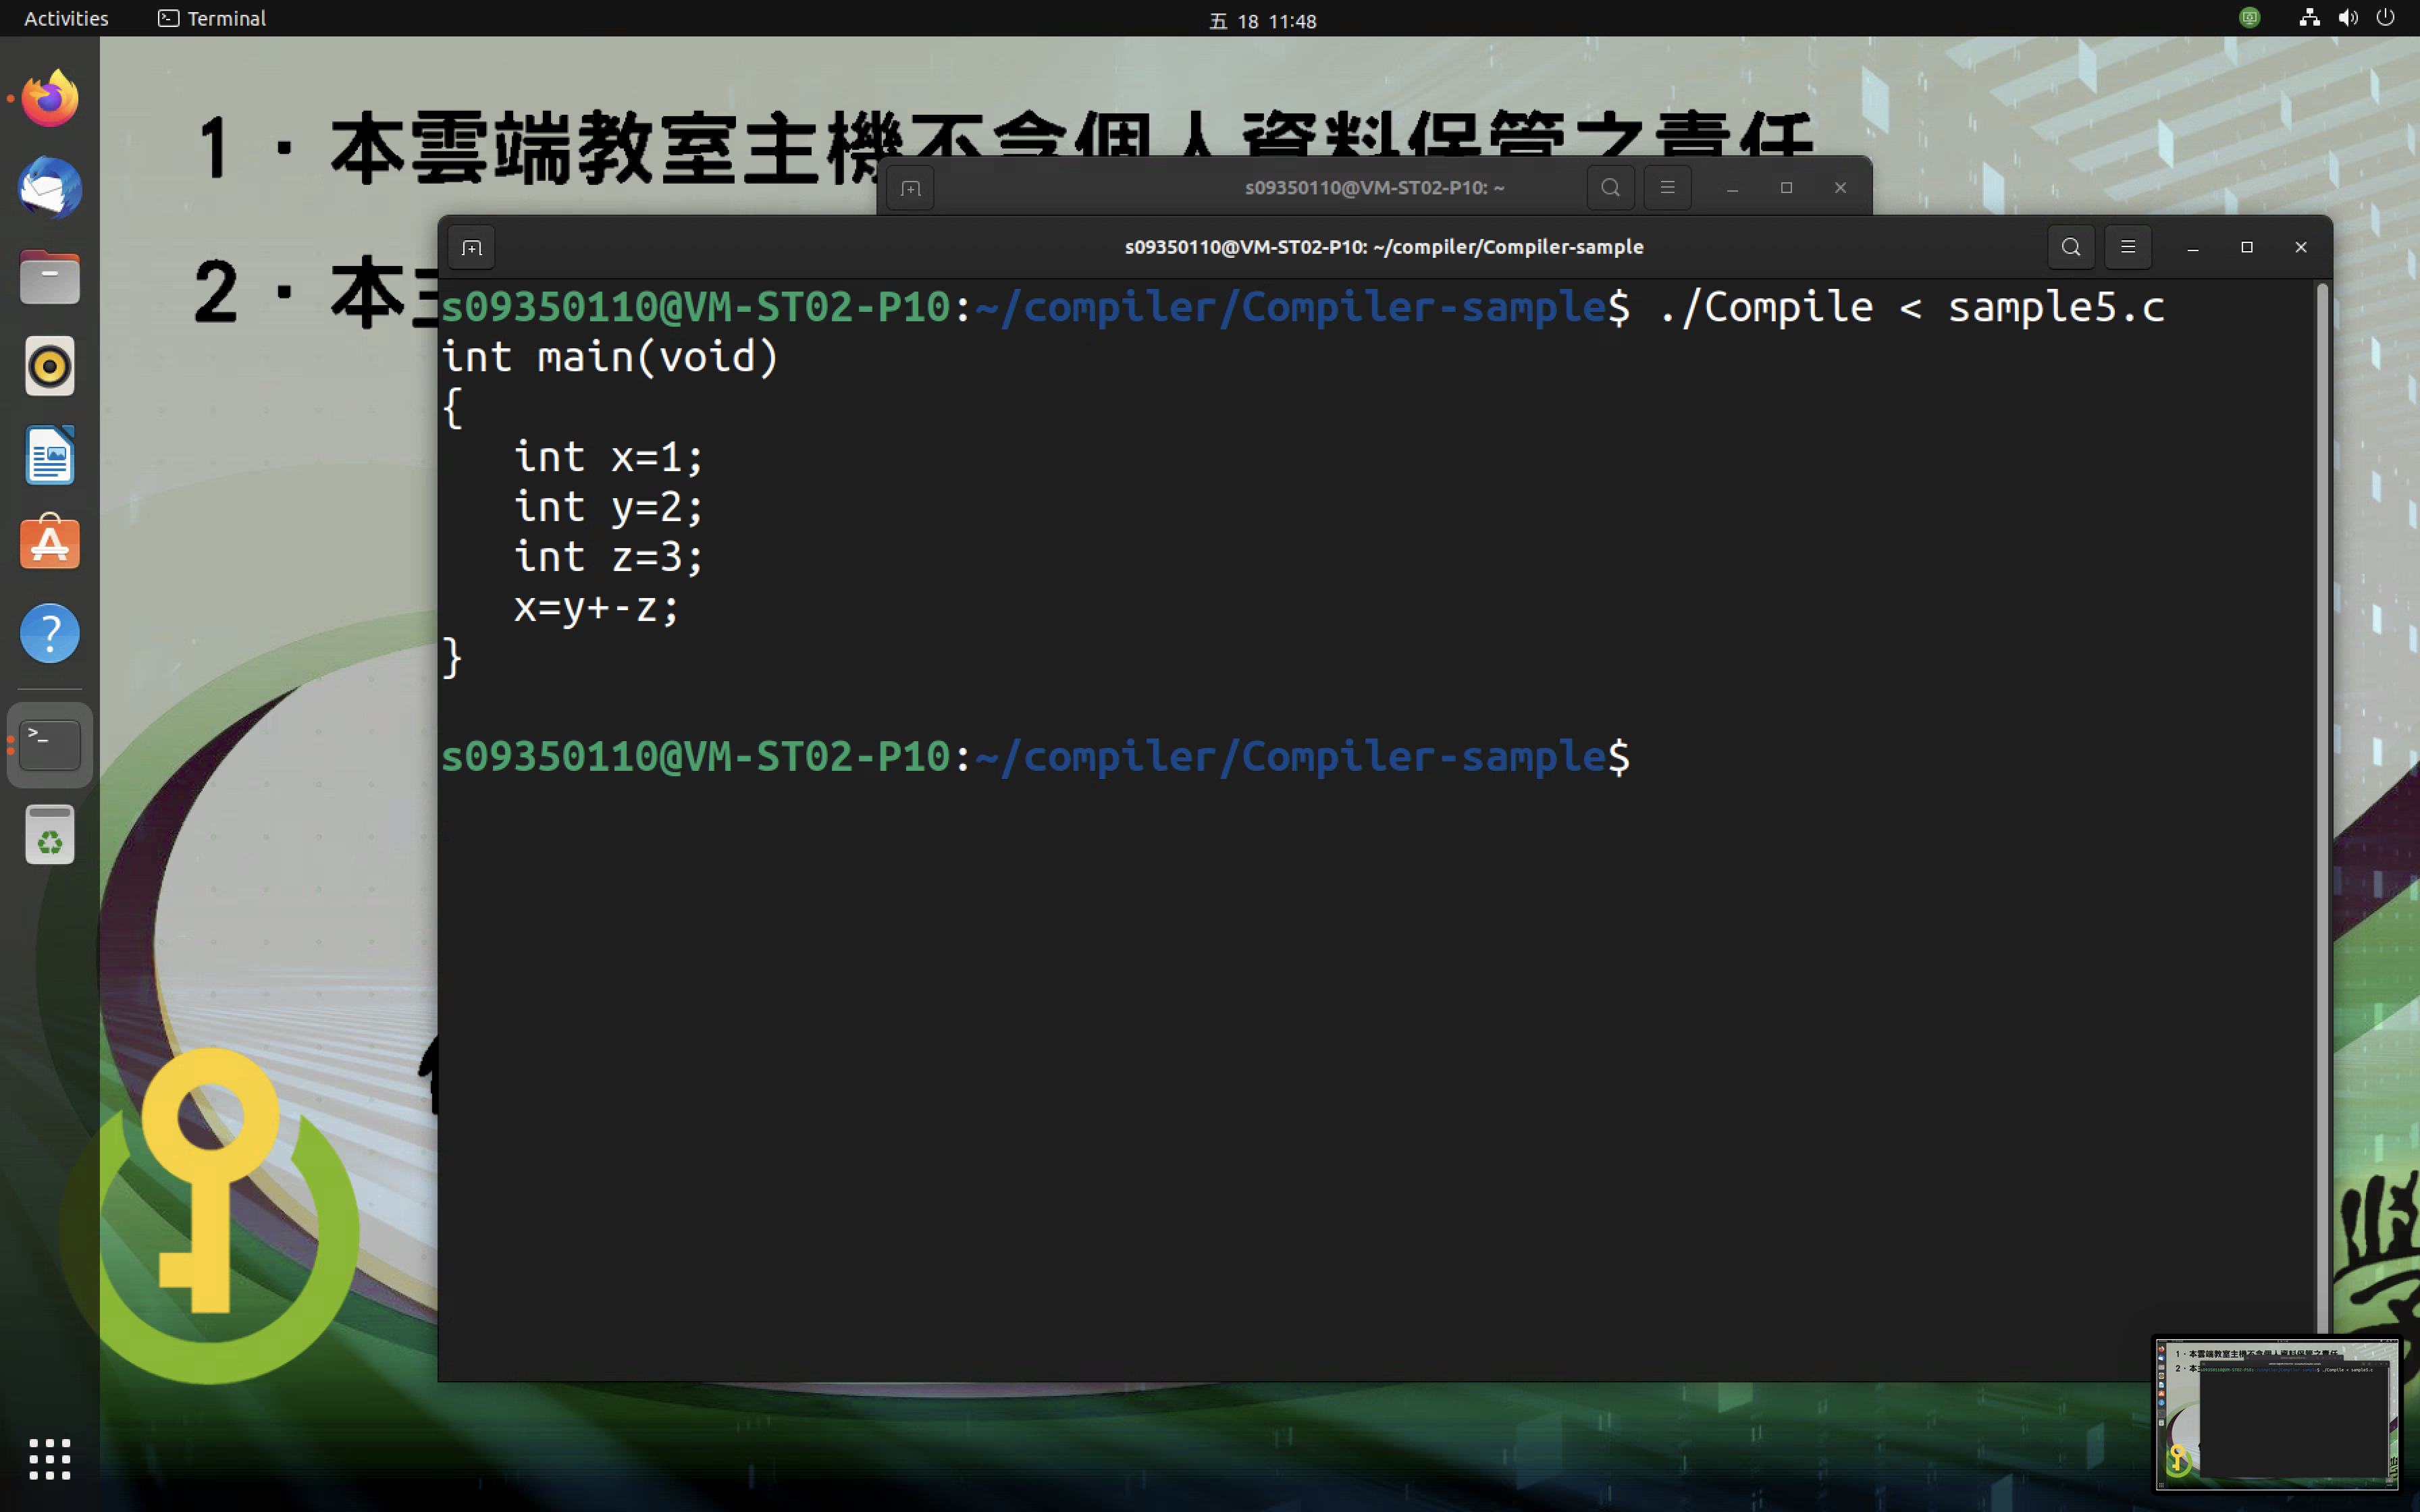 Activities Terminal 五 18 11:48
1 · 本雲端教室主機不含個人資料保管之責任
s09350110@VM-ST02-P10: ~
2 · 本主
s09350110@VM-ST02-P10: ~/compiler/Compiler-sample
s09350110@VM-ST02-P10:~/compiler/Compiler-sample$ ./Compile < sample5.c
int main(void)
{
   int x=1;
   int y=2;
   int z=3;
   x=y+-z;
}
s09350110@VM-ST02-P10:~/compiler/Compiler-sample$